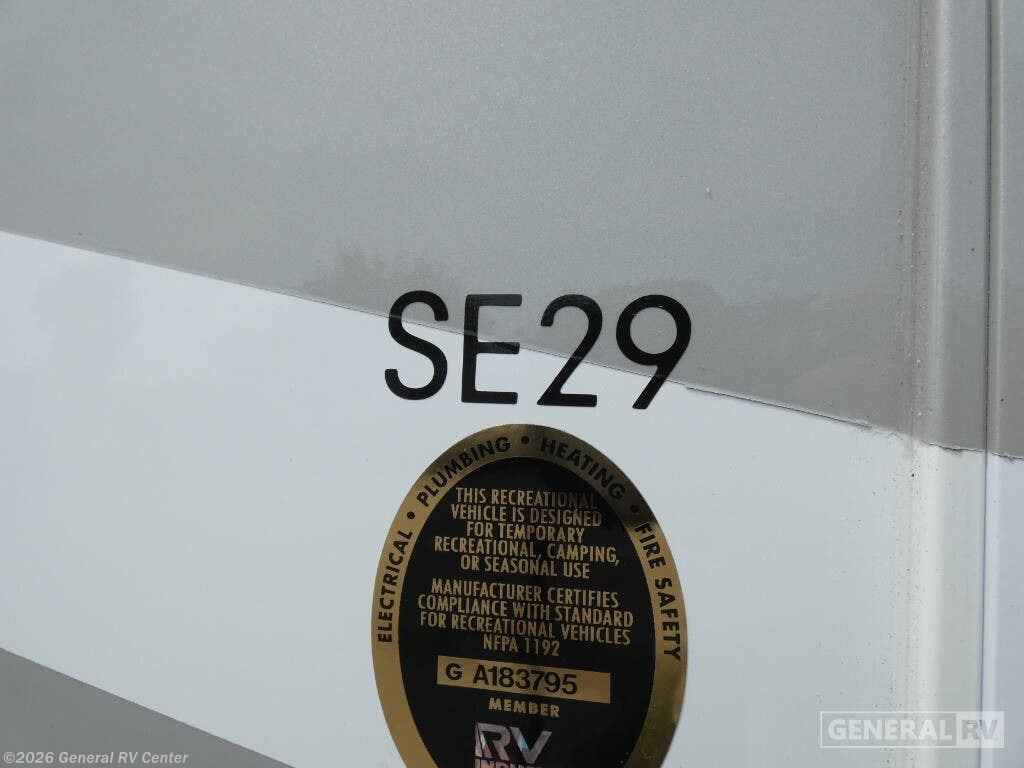 SE29
ELECTRICAL • PLUMBING • HEATING • FIRE SAFETY
THIS RECREATIONAL
VEHICLE IS DESIGNED
FOR TEMPORARY
RECREATIONAL, CAMPING,
OR SEASONAL USE
MANUFACTURER CERTIFIES
COMPLIANCE WITH STANDARD
FOR RECREATIONAL VEHICLES
NFPA 1192
G A183795
MEMBER
RV
GENERAL RV
©2026 General RV Center